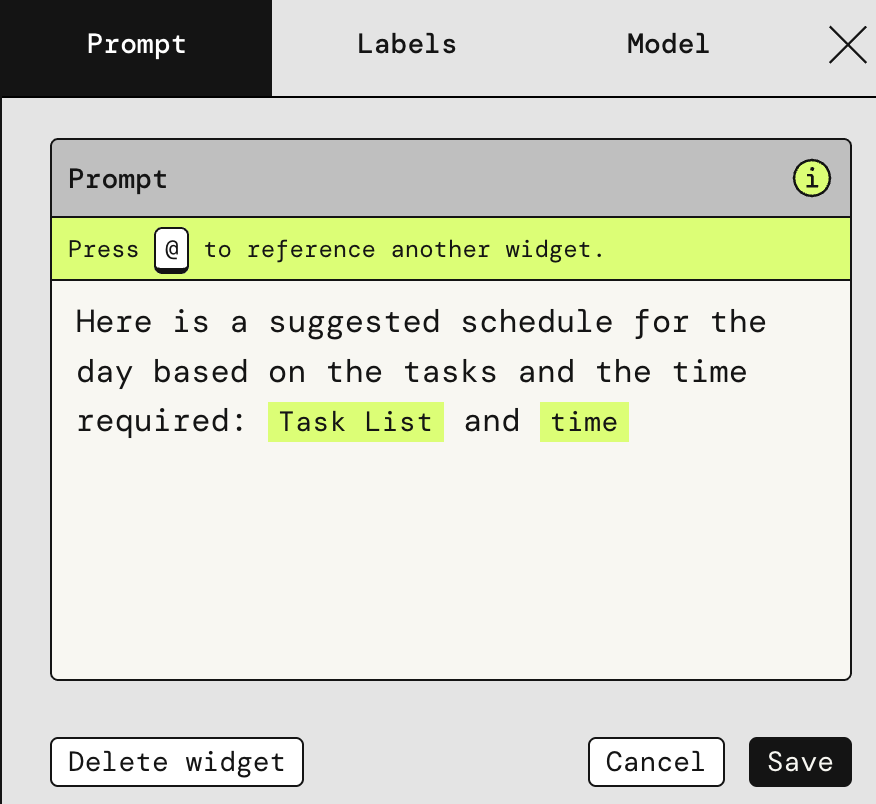 Prompt Labels Model
Prompt i
Press @ to reference another widget.
Here is a suggested schedule for the
day based on the tasks and the time
required: Task List and time
Delete widget Cancel Save